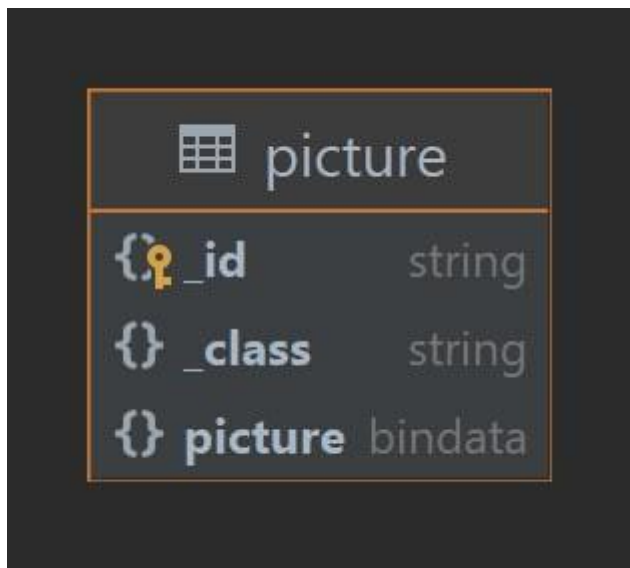 picture
_id string
_class string
picture bindata